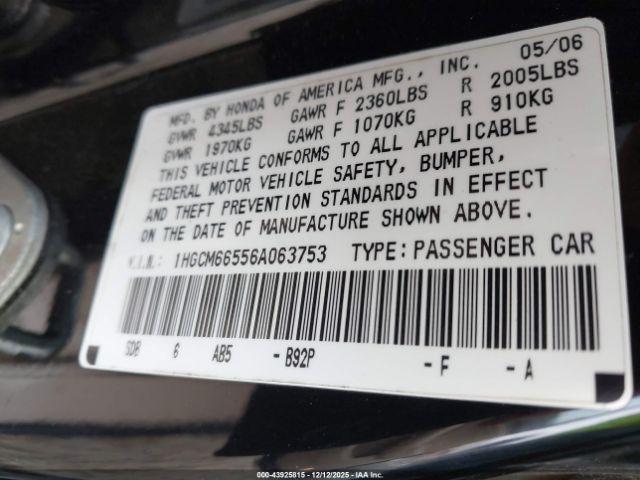 05/06
MFD. BY HONDA OF AMERICA MFG., INC.
GVWR 4345LBS GAWR F 2360LBS R 2005LBS
GVWR 1970KG GAWR F 1070KG R 910KG
THIS VEHICLE CONFORMS TO ALL APPLICABLE
FEDERAL MOTOR VEHICLE SAFETY, BUMPER,
AND THEFT PREVENTION STANDARDS IN EFFECT
ON THE DATE OF MANUFACTURE SHOWN ABOVE.
V.I.N.: 1HGCM66556A063753 TYPE: PASSENGER CAR
SDB 6 AB5 -B92P -F -A
000-43925815 - 12/12/2025 - IAA Inc.